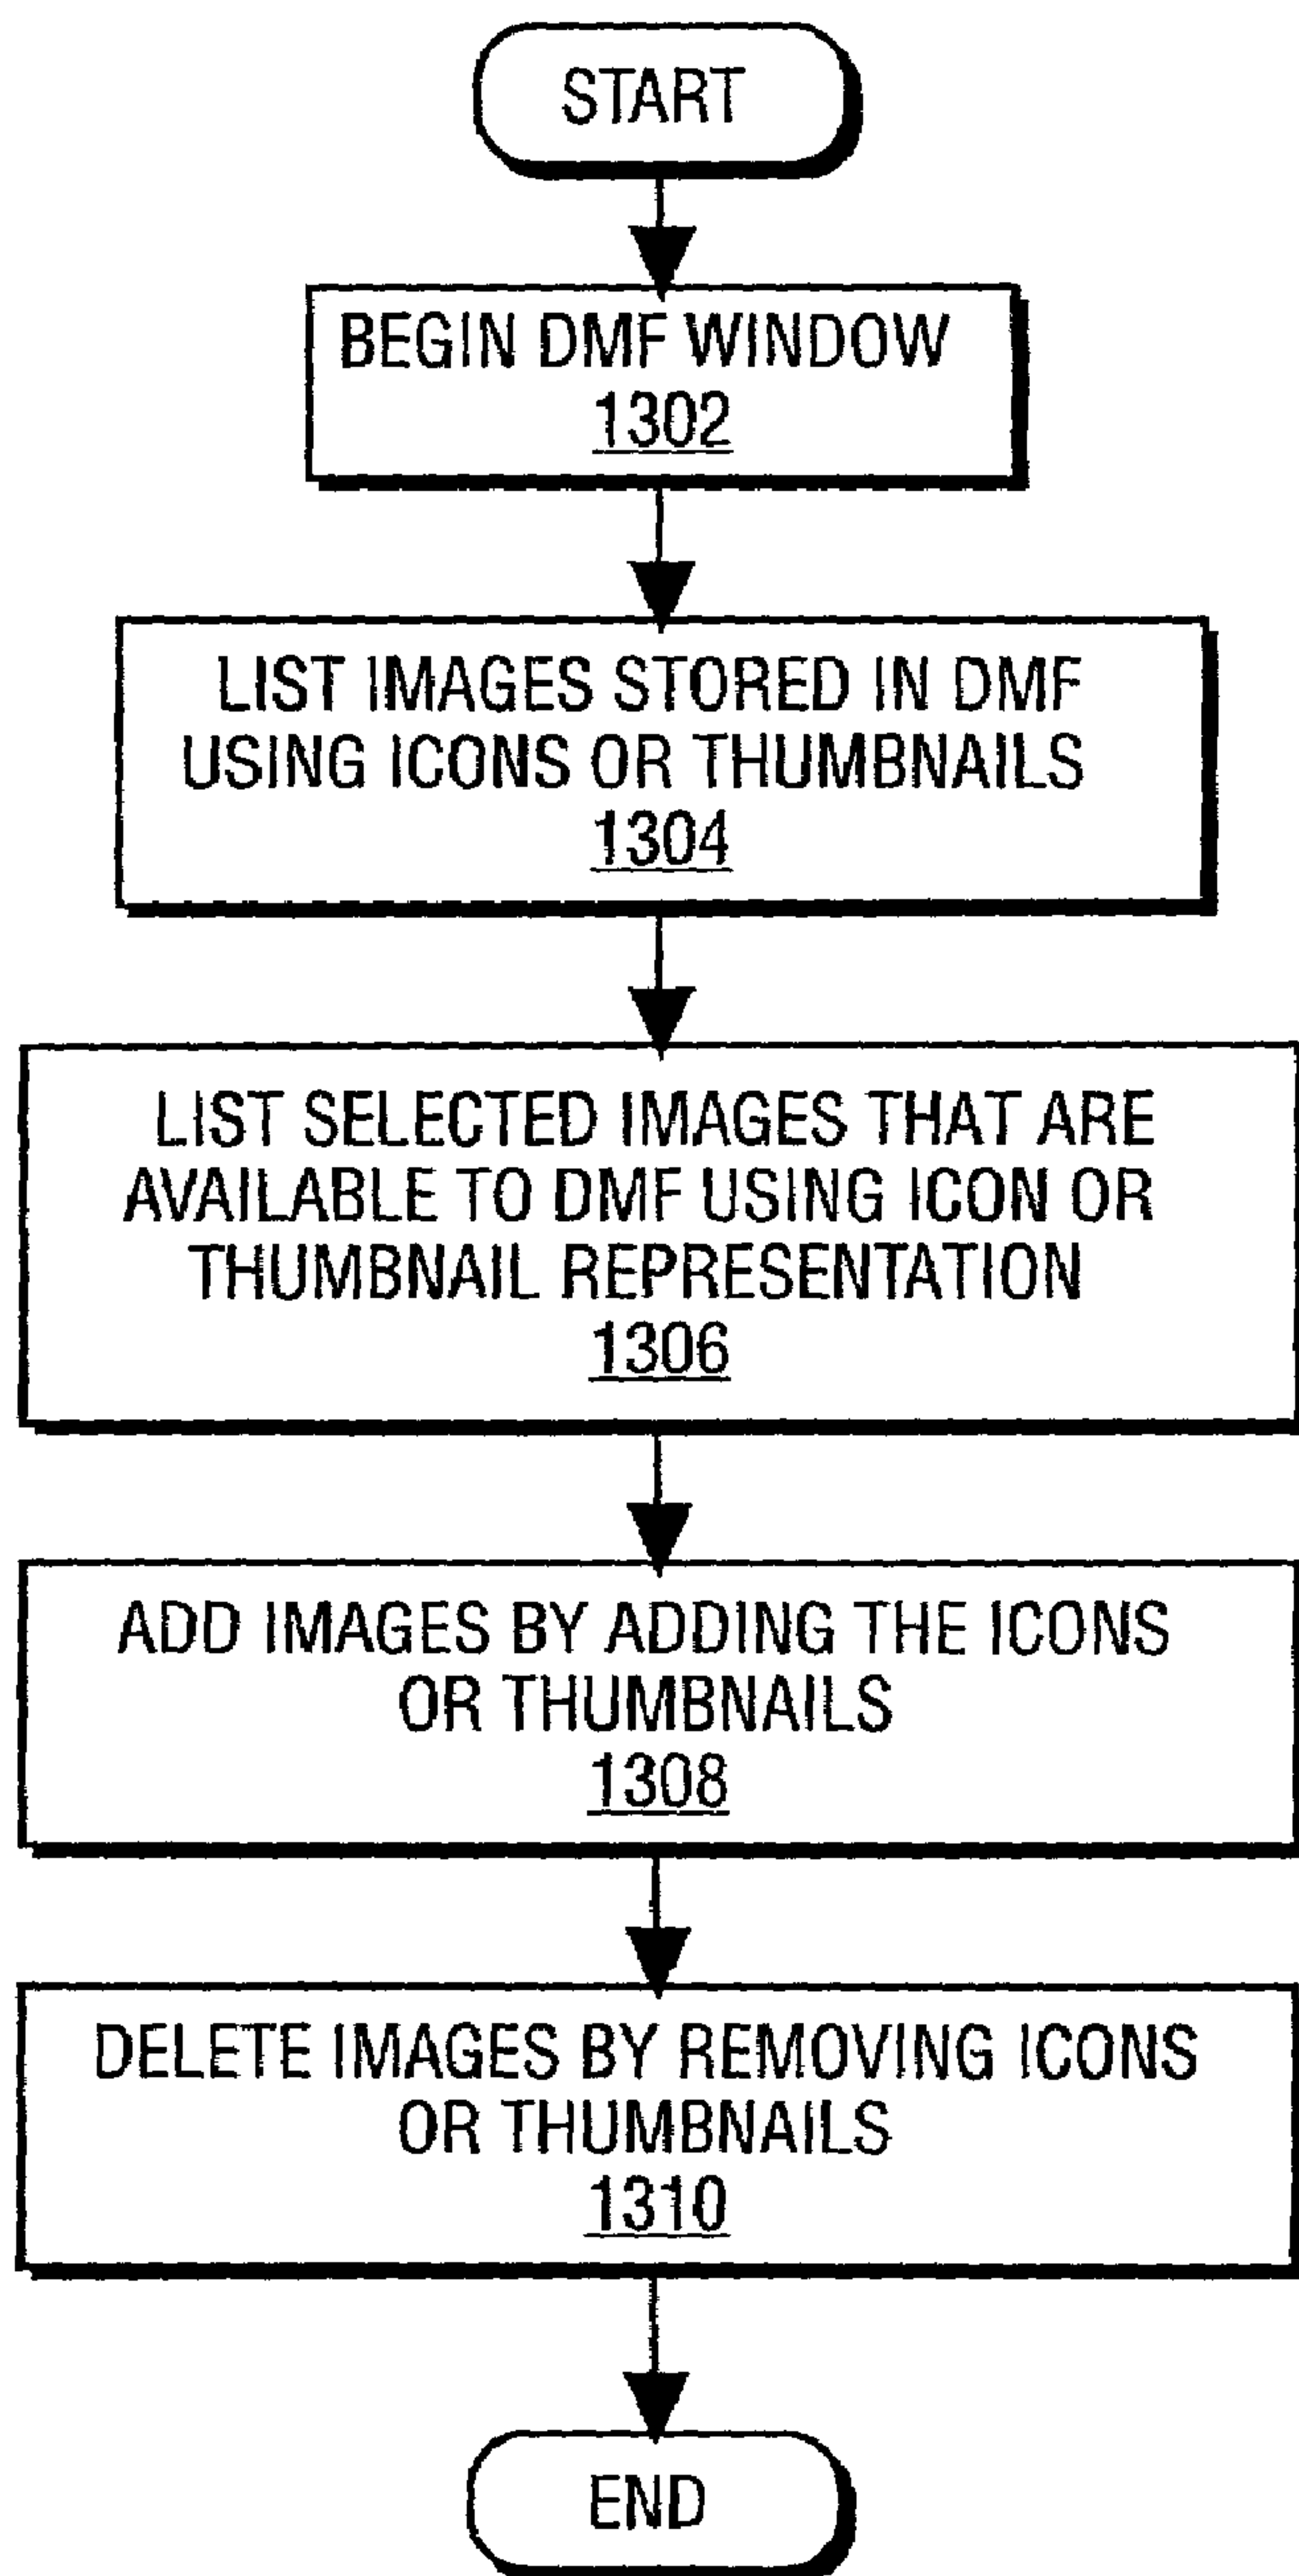 START
BEGIN DMF WINDOW
1302
LIST IMAGES STORED IN DMF
USING ICONS OR THUMBNAILS
1304
LIST SELECTED IMAGES THAT ARE
AVAILABLE TO DMF USING ICON OR
THUMBNAIL REPRESENTATION
1306
ADD IMAGES BY ADDING THE ICONS
OR THUMBNAILS
1308
DELETE IMAGES BY REMOVING ICONS
OR THUMBNAILS
1310
END